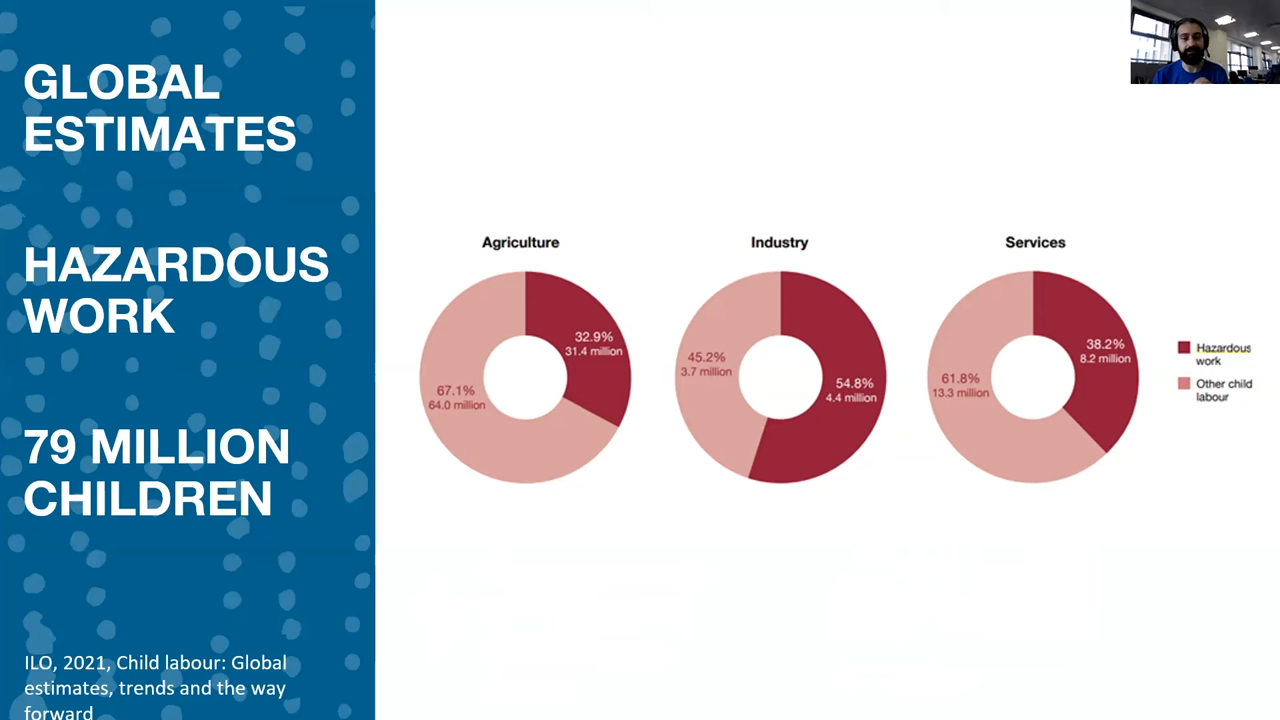 GLOBAL
ESTIMATES
HAZARDOUS
WORK
79 MILLION
CHILDREN
ILO, 2021, Child labour: Global
estimates, trends and the way
forward
Agriculture
32.9%
31.4 million
67.1%
64.0 million
Industry
45.2%
3.7 million
54.8%
4.4 million
Services
38.2%
8.2 million
61.8%
13.3 million
Hazardous
work
Other child
labour